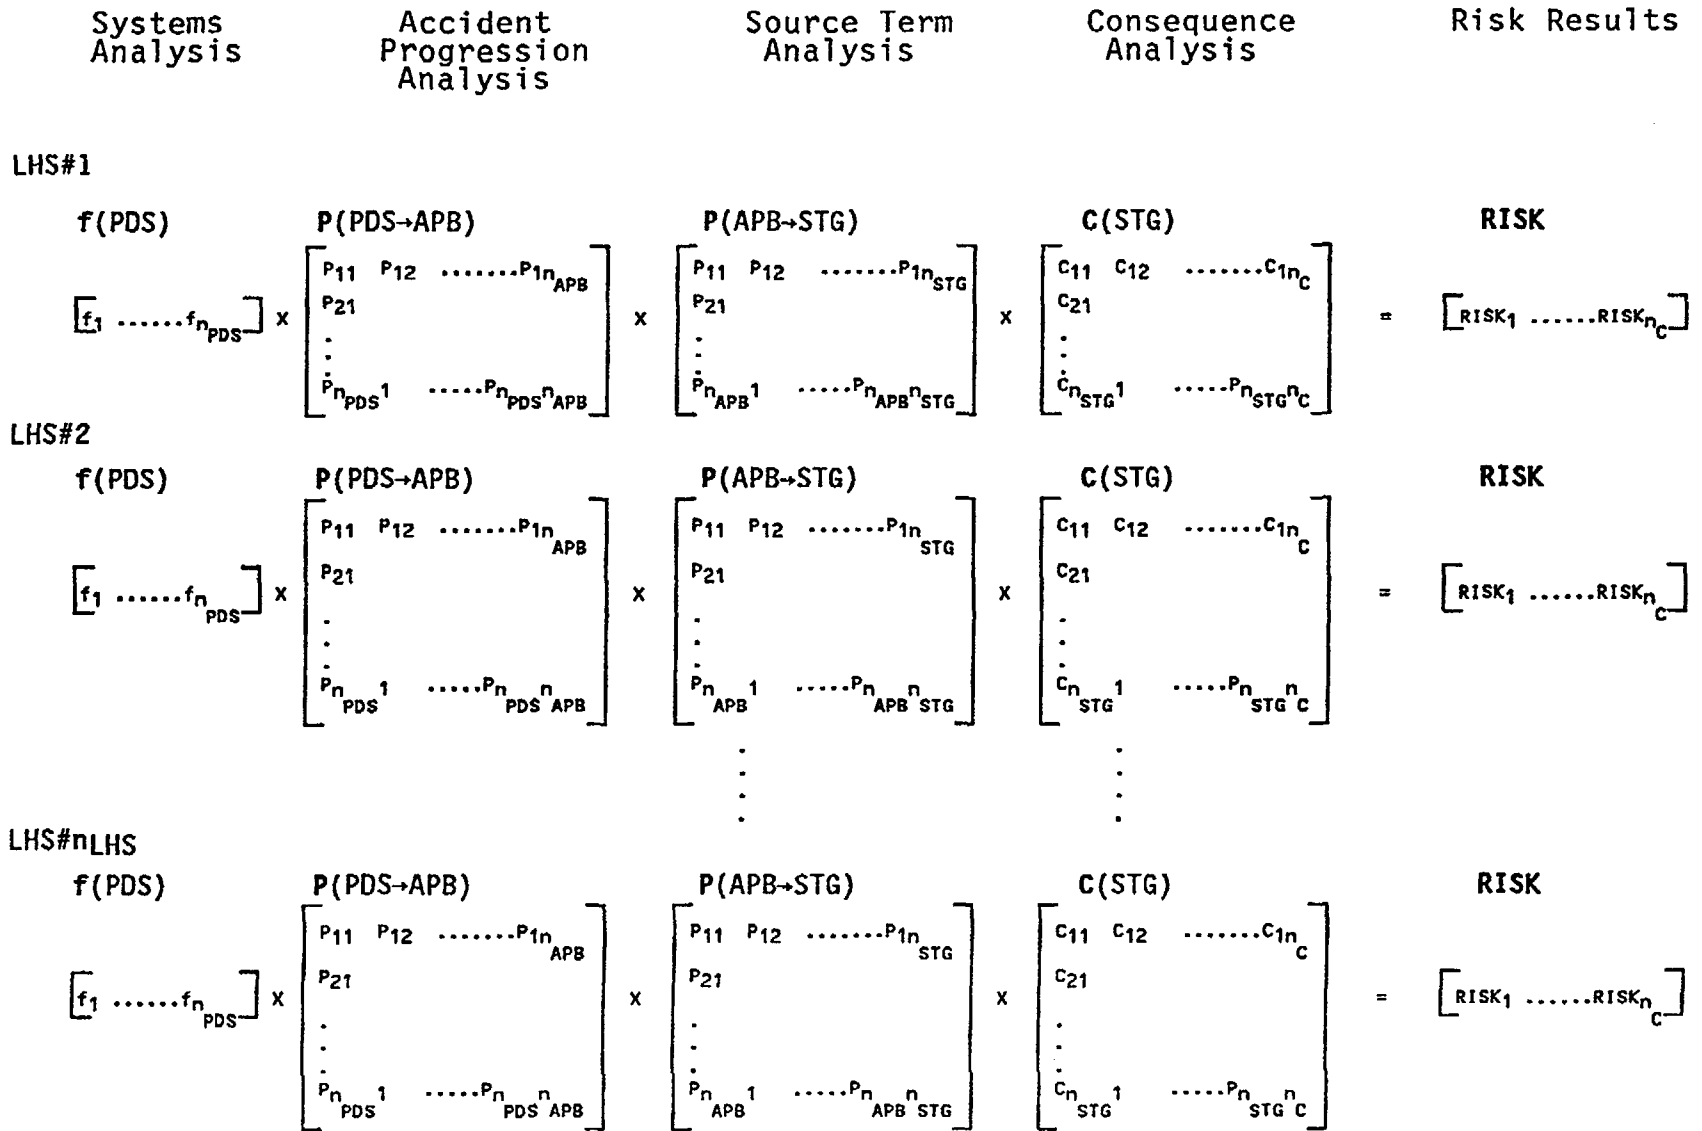 Systems Analysis
Accident Progression Analysis
Source Term Analysis
Consequence Analysis
Risk Results
LHS#1
f(PDS) P(PDS→APB) P(APB→STG) C(STG) RISK
P11 P12 .......P1nAPB P11 P12 .......P1nSTG C11 C12 .......C1nC
P21 P21 C21
[f1 ......fnPDS] x x x = [RISK1 ......RISKnC]
PnPDS1 .....PnPDSnAPB PnAPB1 .....PnAPBnSTG CnSTG1 .....PnSTGnC
LHS#2
f(PDS) P(PDS→APB) P(APB→STG) C(STG) RISK
P11 P12 .......P1nAPB P11 P12 .......P1nSTG C11 C12 .......C1nC
P21 P21 C21
[f1 ......fnPDS] x x x = [RISK1 ......RISKnC]
PnPDS1 .....PnPDSnAPB PnAPB1 .....PnAPBnSTG CnSTG1 .....PnSTGnC
LHS#nLHS
f(PDS) P(PDS→APB) P(APB→STG) C(STG) RISK
P11 P12 .......P1nAPB P11 P12 .......P1nSTG C11 C12 .......C1nC
P21 P21 C21
[f1 ......fnPDS] x x x = [RISK1 ......RISKnC]
PnPDS1 .....PnPDSnAPB PnAPB1 .....PnAPBnSTG CnSTG1 .....PnSTGnC